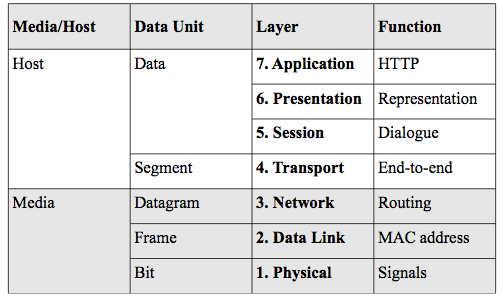 Media/Host Data Unit Layer Function
Host Data 7. Application HTTP
6. Presentation Representation
5. Session Dialogue
Segment 4. Transport End-to-end
Media Datagram 3. Network Routing
Frame 2. Data Link MAC address
Bit 1. Physical Signals